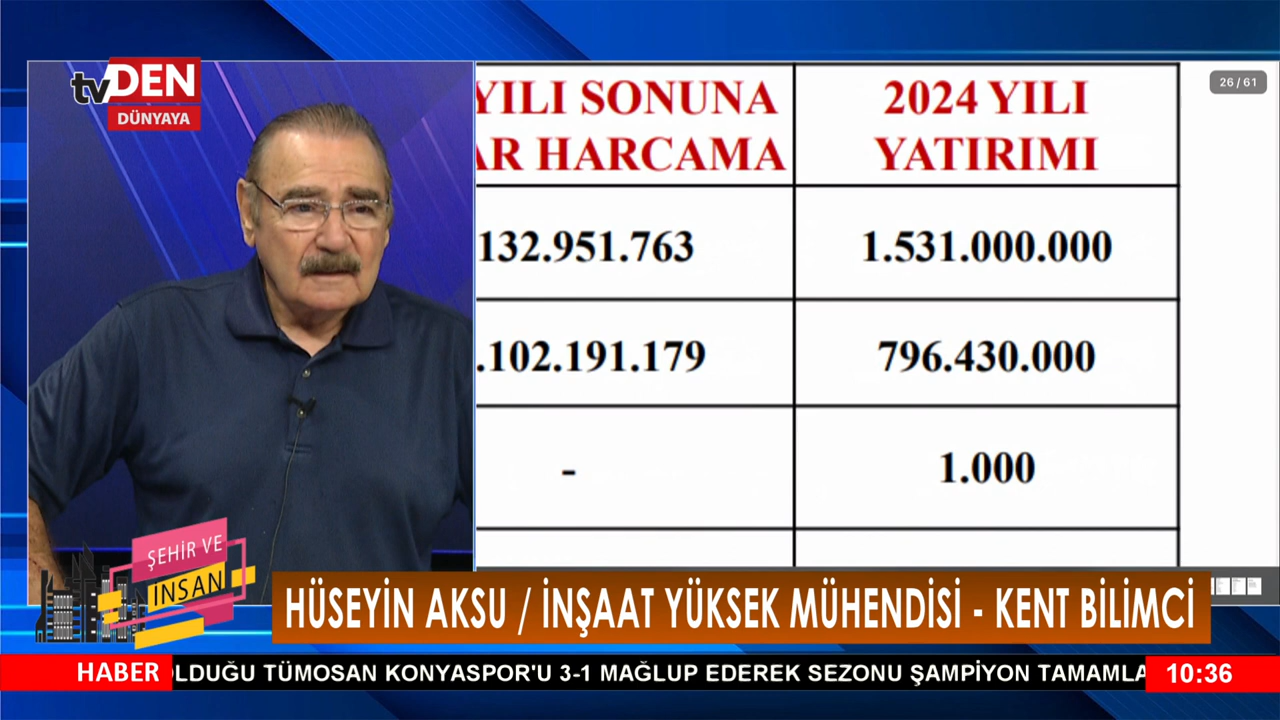 tvDEN
DÜNYAYA
26 / 61
YILI SONUNA
2024 YILI
AR HARCAMA
YATIRIMI
132.951.763
1.531.000.000
.102.191.179
796.430.000
-
1.000
ŞEHİR VE
İNSAN
HÜSEYİN AKSU / İNŞAAT YÜKSEK MÜHENDİSİ - KENT BİLİMCİ
HABER
OLDUĞU TÜMOSAN KONYASPOR'U 3-1 MAĞLUP EDEREK SEZONU ŞAMPİYON TAMAMLA
10:36